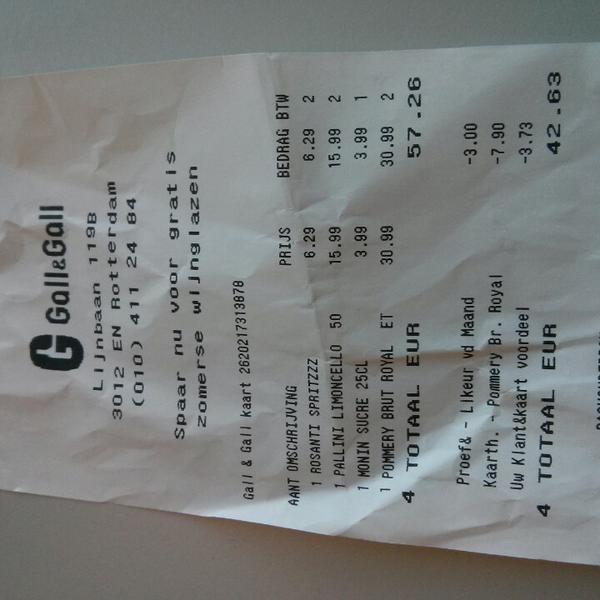 G Gall&Gall
Lijnbaan 119B
3012 EN Rotterdam
(010) 411 24 84
Spaar nu voor gratis
zomerse wijnglazen
Gall & Gall kaart 2620217313878
AANT OMSCHRIJVING PRIJS BEDRAG BTW
1 ROSANTI SPRITZZZ 6.29 6.29 2
1 PALLINI LIMONCELLO 50 15.99 15.99 2
1 MONIN SUCRE 25CL 3.99 3.99 1
1 POMMERY BRUT ROYAL ET 30.99 30.99 2
4 TOTAAL EUR 57.26
Proef& - Likeur vd Maand -3.00
Kaarth. - Pommery Br. Royal -7.90
Uw Klant&kaart voordeel -3.73
4 TOTAAL EUR 42.63